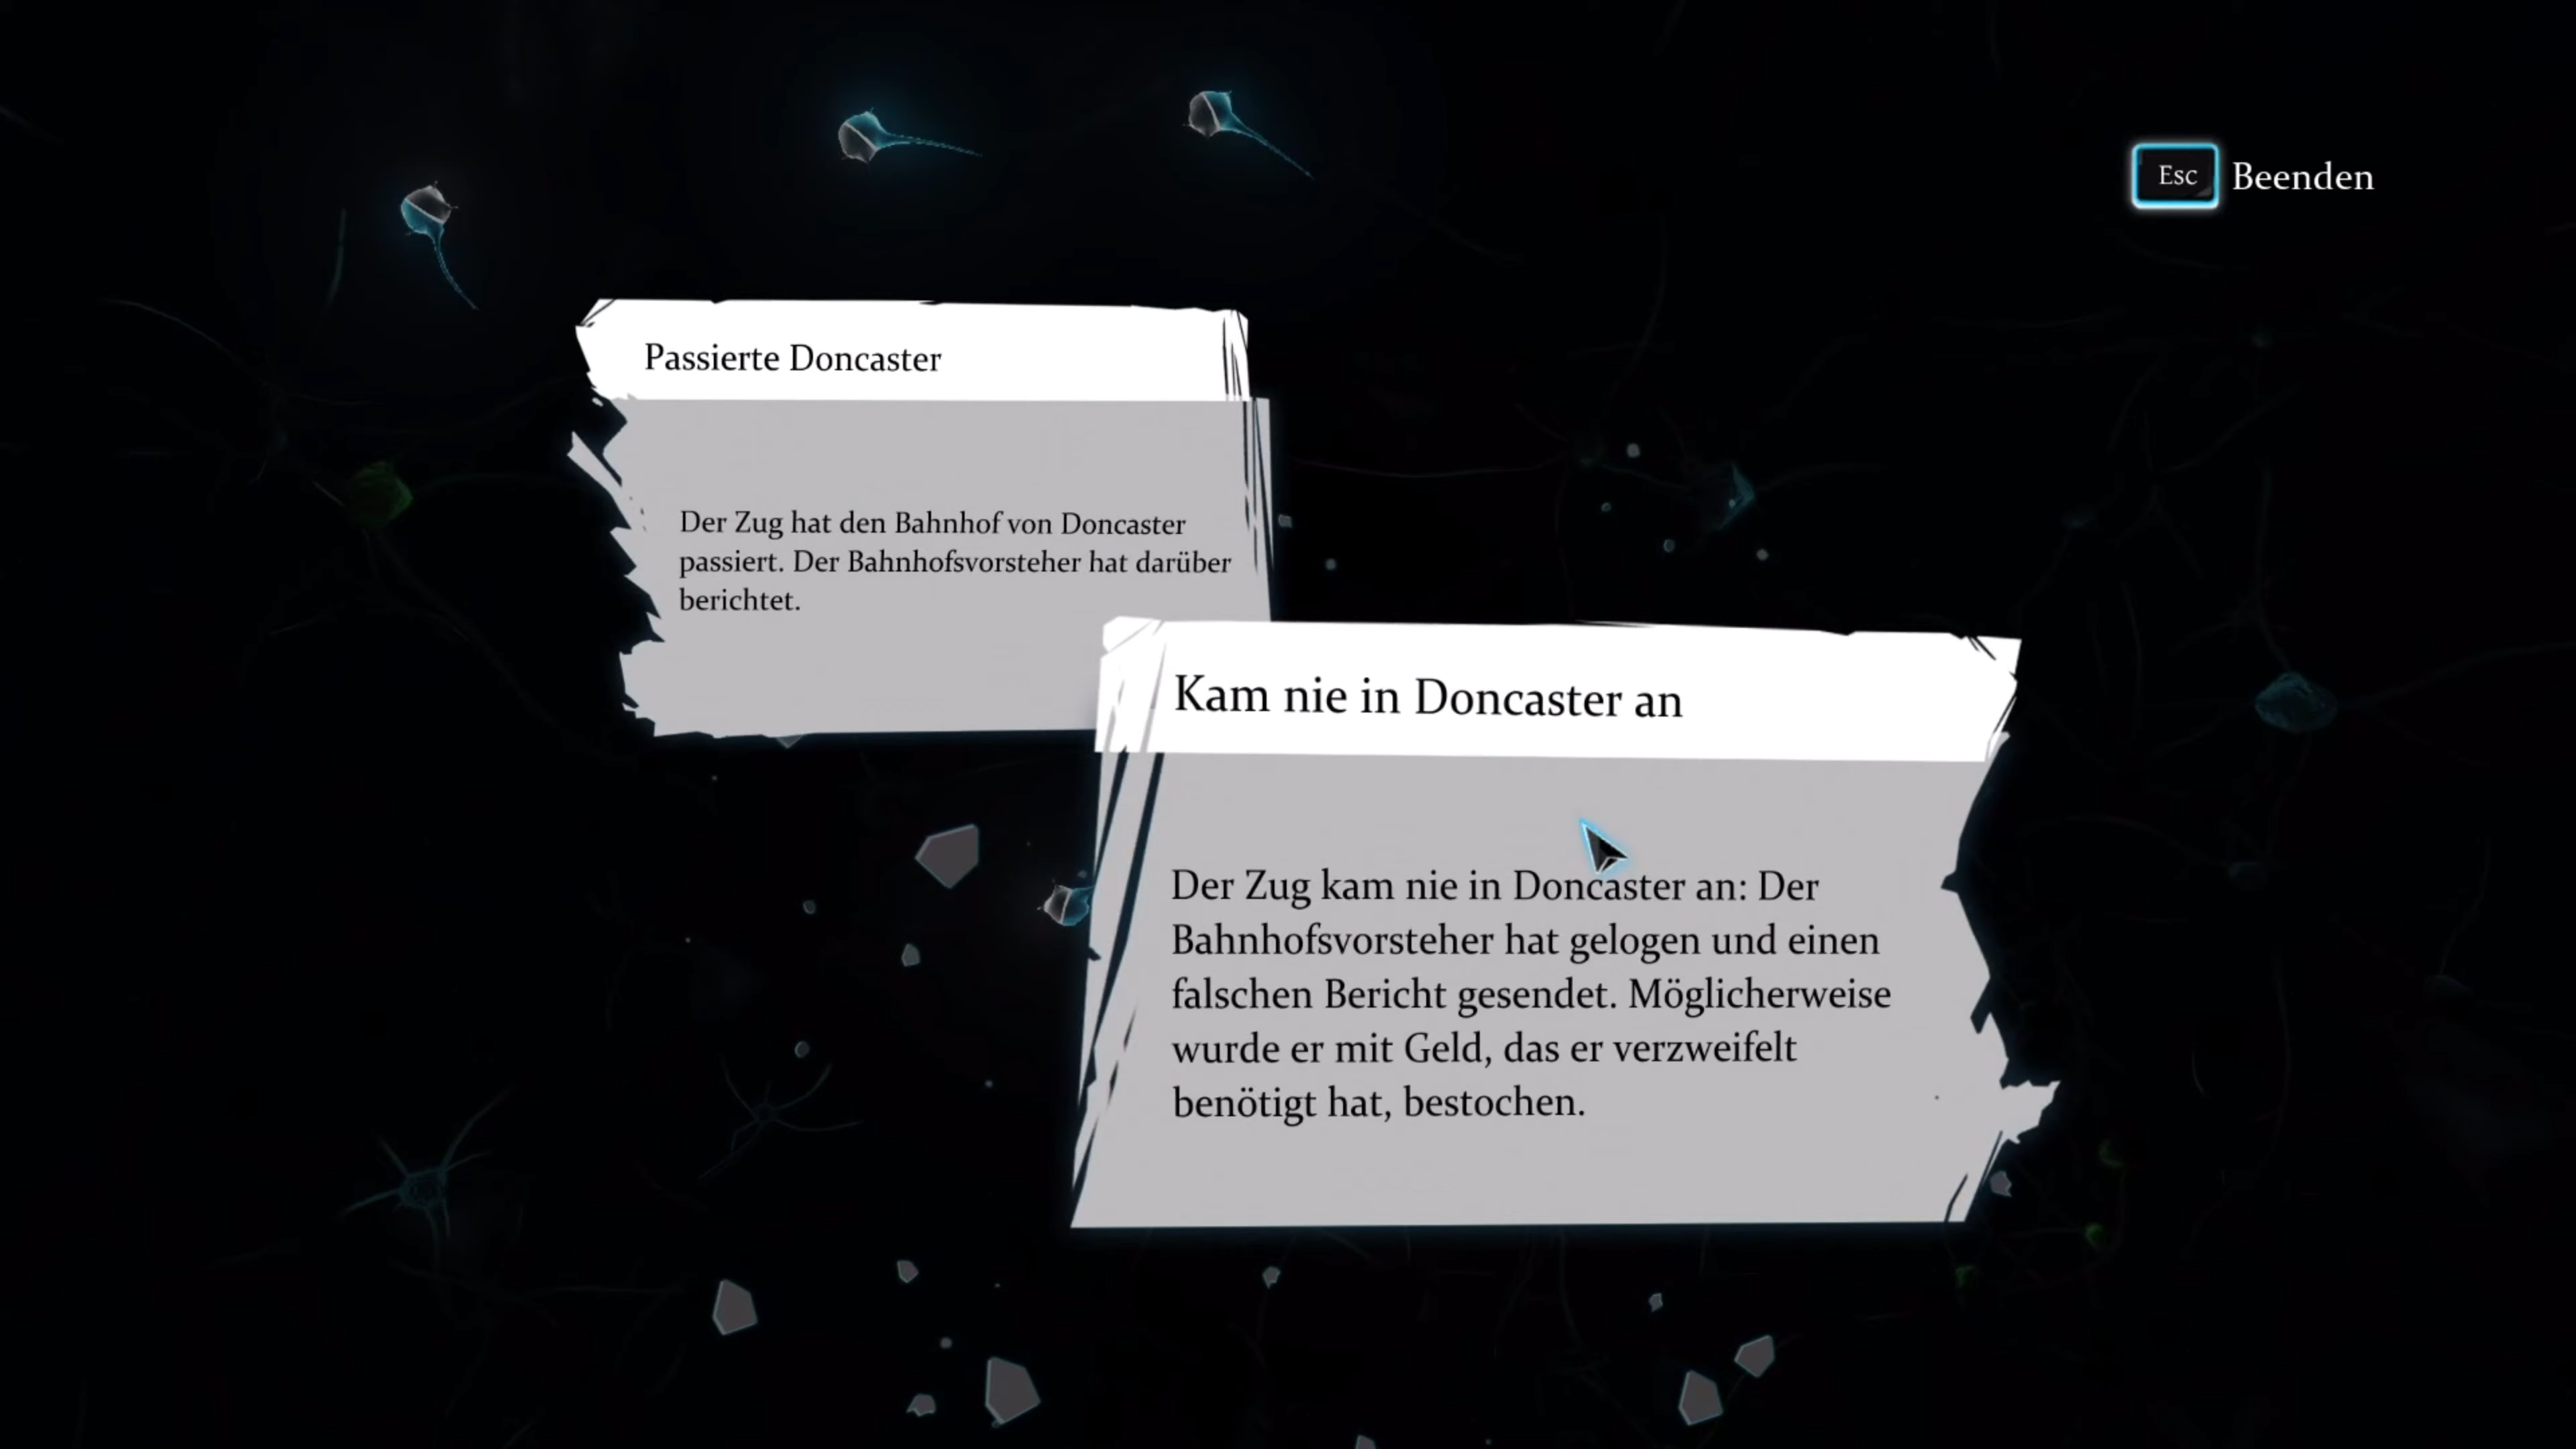 Esc Beenden
Passierte Doncaster
Der Zug hat den Bahnhof von Doncaster
passiert. Der Bahnhofsvorsteher hat darüber
berichtet.
Kam nie in Doncaster an
Der Zug kam nie in Doncaster an: Der
Bahnhofsvorsteher hat gelogen und einen
falschen Bericht gesendet. Möglicherweise
wurde er mit Geld, das er verzweifelt
benötigt hat, bestochen.